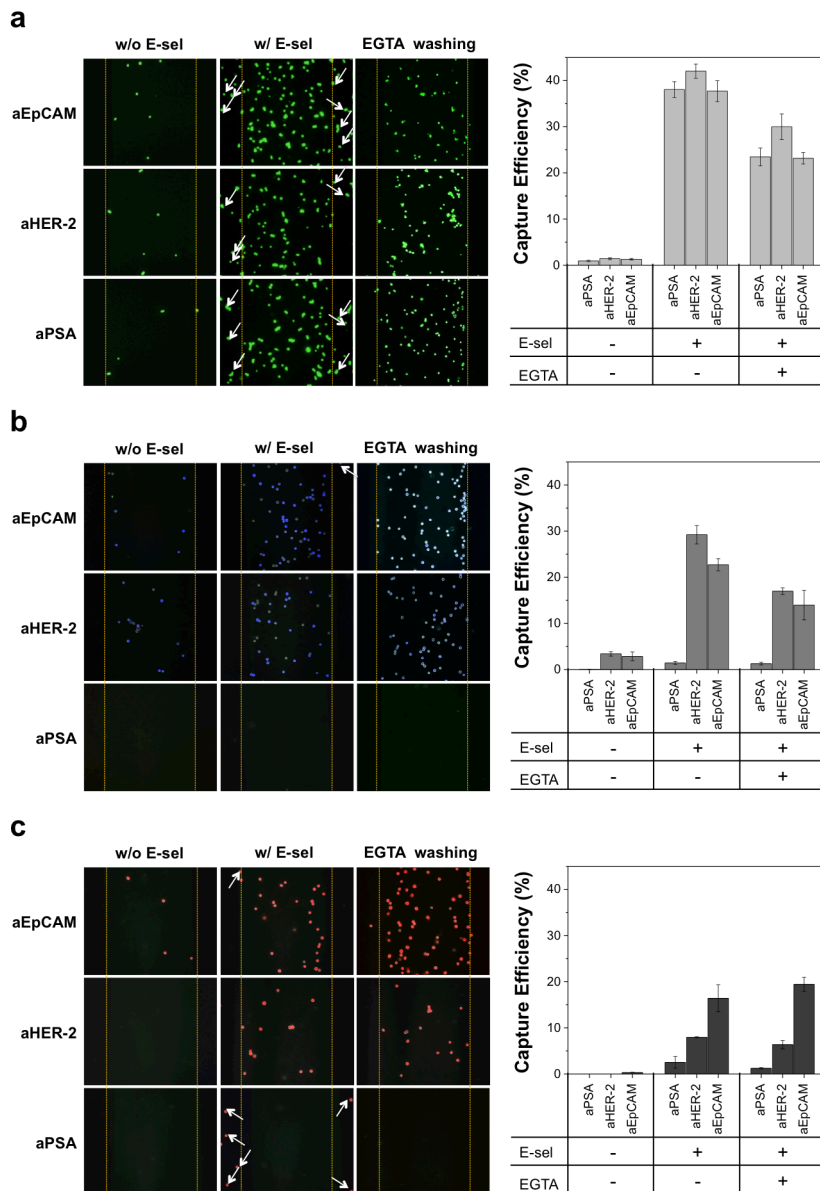 a
w/o E-sel w/ E-sel EGTA washing
aEpCAM
aHER-2
aPSA
Capture Efficiency (%)
40
30
20
10
0
aPSA aHER-2 aEpCAM aPSA aHER-2 aEpCAM aPSA aHER-2 aEpCAM
E-sel - + +
EGTA - - +
b
w/o E-sel w/ E-sel EGTA washing
aEpCAM
aHER-2
aPSA
Capture Efficiency (%)
40
30
20
10
0
aPSA aHER-2 aEpCAM aPSA aHER-2 aEpCAM aPSA aHER-2 aEpCAM
E-sel - + +
EGTA - - +
c
w/o E-sel w/ E-sel EGTA washing
aEpCAM
aHER-2
aPSA
Capture Efficiency (%)
40
30
20
10
0
aPSA aHER-2 aEpCAM aPSA aHER-2 aEpCAM aPSA aHER-2 aEpCAM
E-sel - + +
EGTA - - +